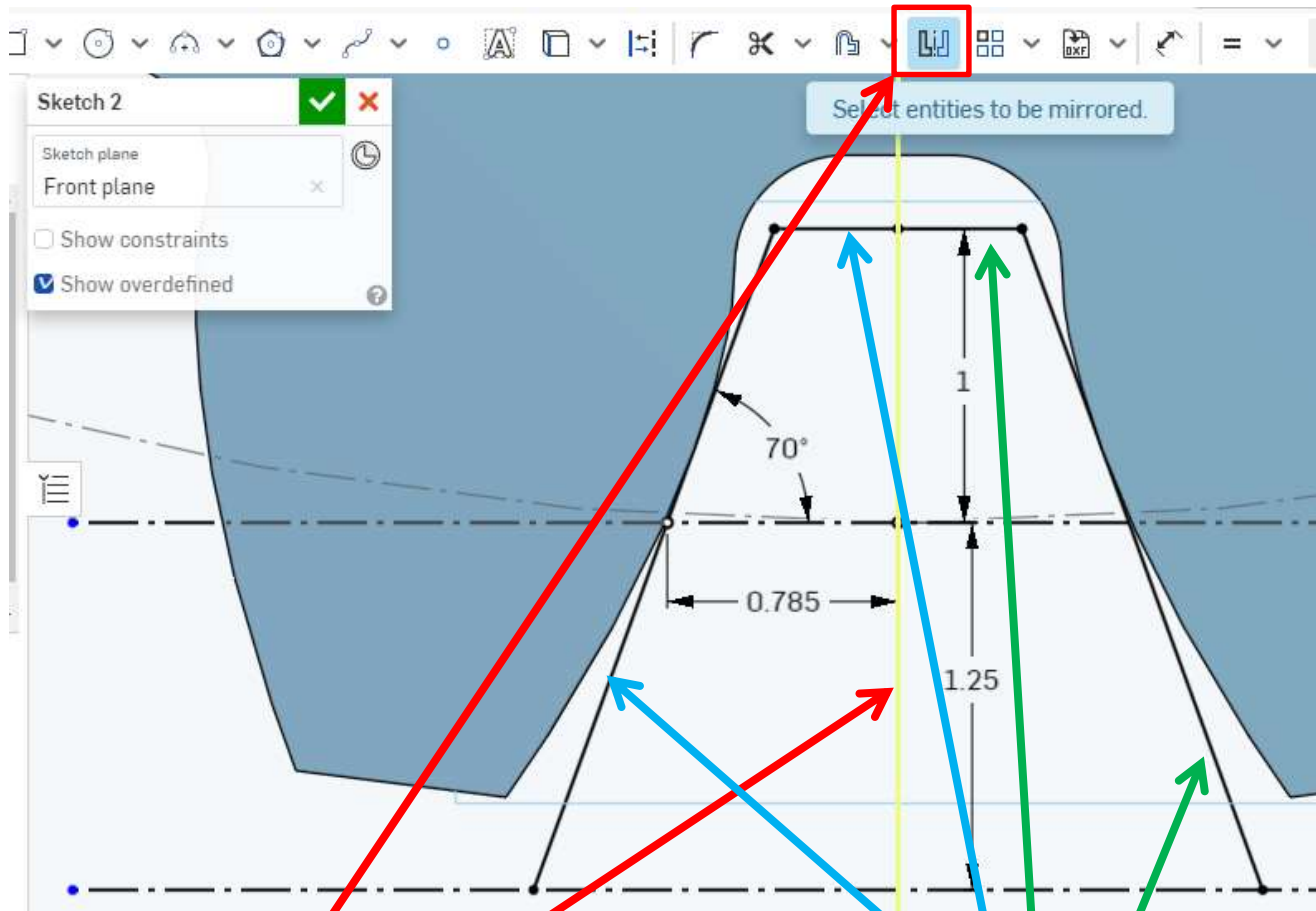 DXF
Sketch 2
Select entities to be mirrored.
Sketch plane
Front plane
Show constraints
Show overdefined
1
70°
0.785
1.25